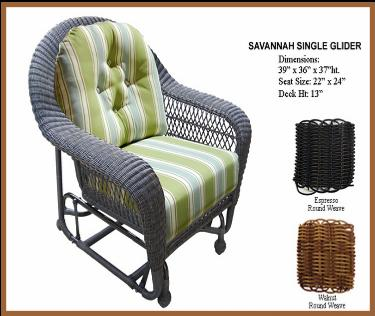 SAVANNAH SINGLE GLIDER
Dimensions:
39" x 36" x 37"ht.
Seat Size: 22" x 24"
Deck Ht: 13"
Espresso
Round Weave
Walnut
Round Weave